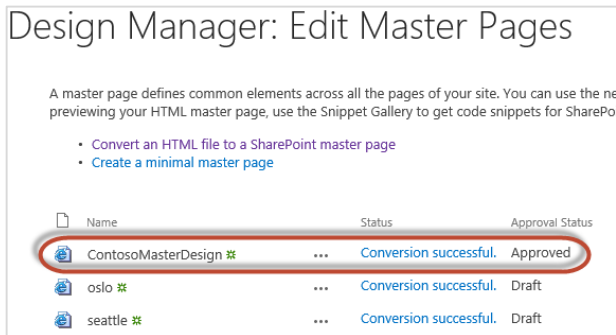 Design Manager: Edit Master Pages
A master page defines common elements across all the pages of your site. You can use the
previewing your HTML master page, use the Snippet Gallery to get code snippets for
Convert an HTML file to a SharePoint master page
Create a minimal master page
Name Status Approval Status
ContosoMasterDesign ... Conversion successful. Approved
oslo ... Conversion successful. Draft
seattle ... Conversion successful. Draft